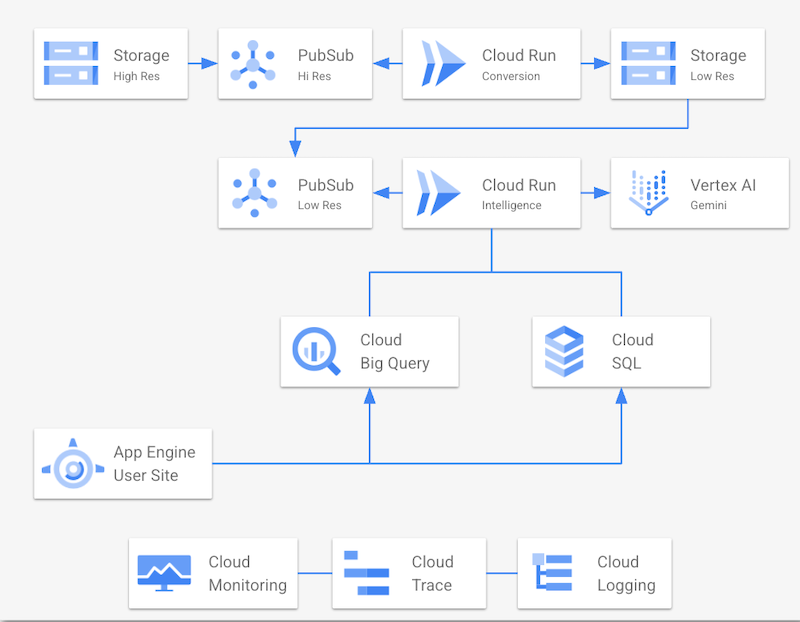 Storage
High Res
PubSub
Hi Res
Cloud Run
Conversion
Storage
Low Res
PubSub
Low Res
Cloud Run
Intelligence
Vertex AI
Gemini
Cloud
Big Query
Cloud
SQL
App Engine
User Site
Cloud
Monitoring
Cloud
Trace
Cloud
Logging